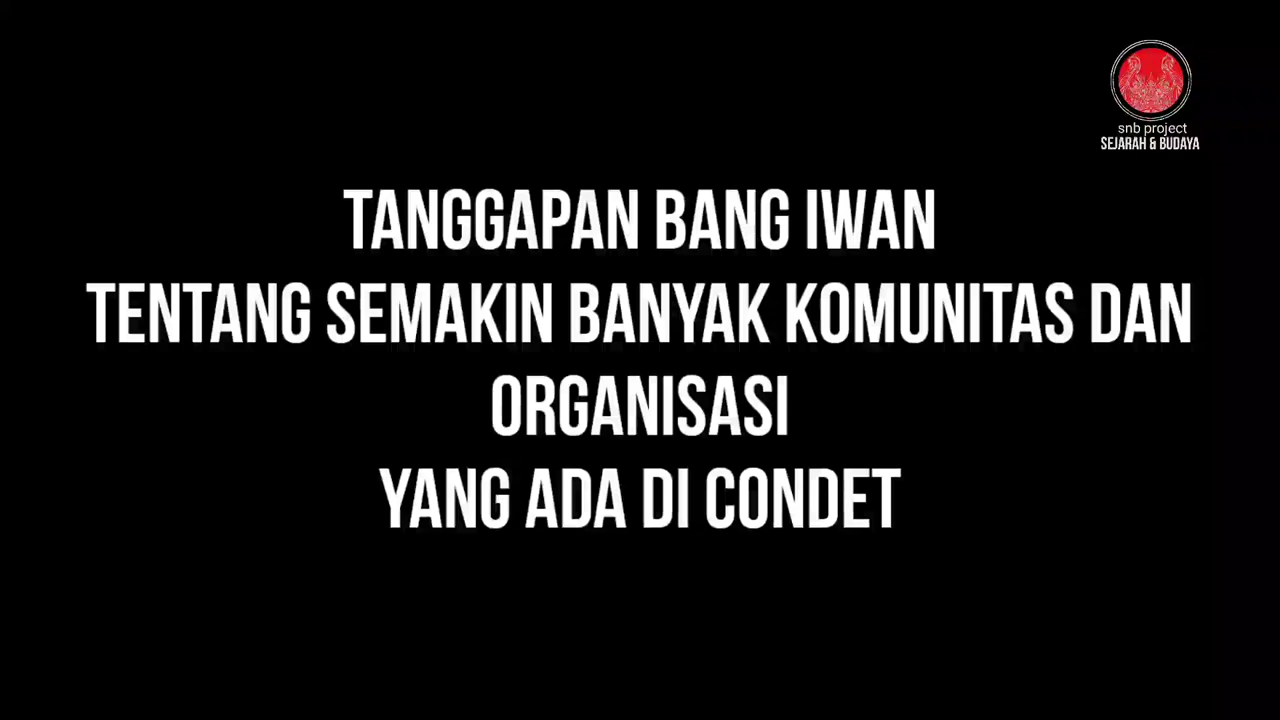 snb project
SEJARAH & BUDAYA
TANGGAPAN BANG IWAN
TENTANG SEMAKIN BANYAK KOMUNITAS DAN
ORGANISASI
YANG ADA DI CONDET